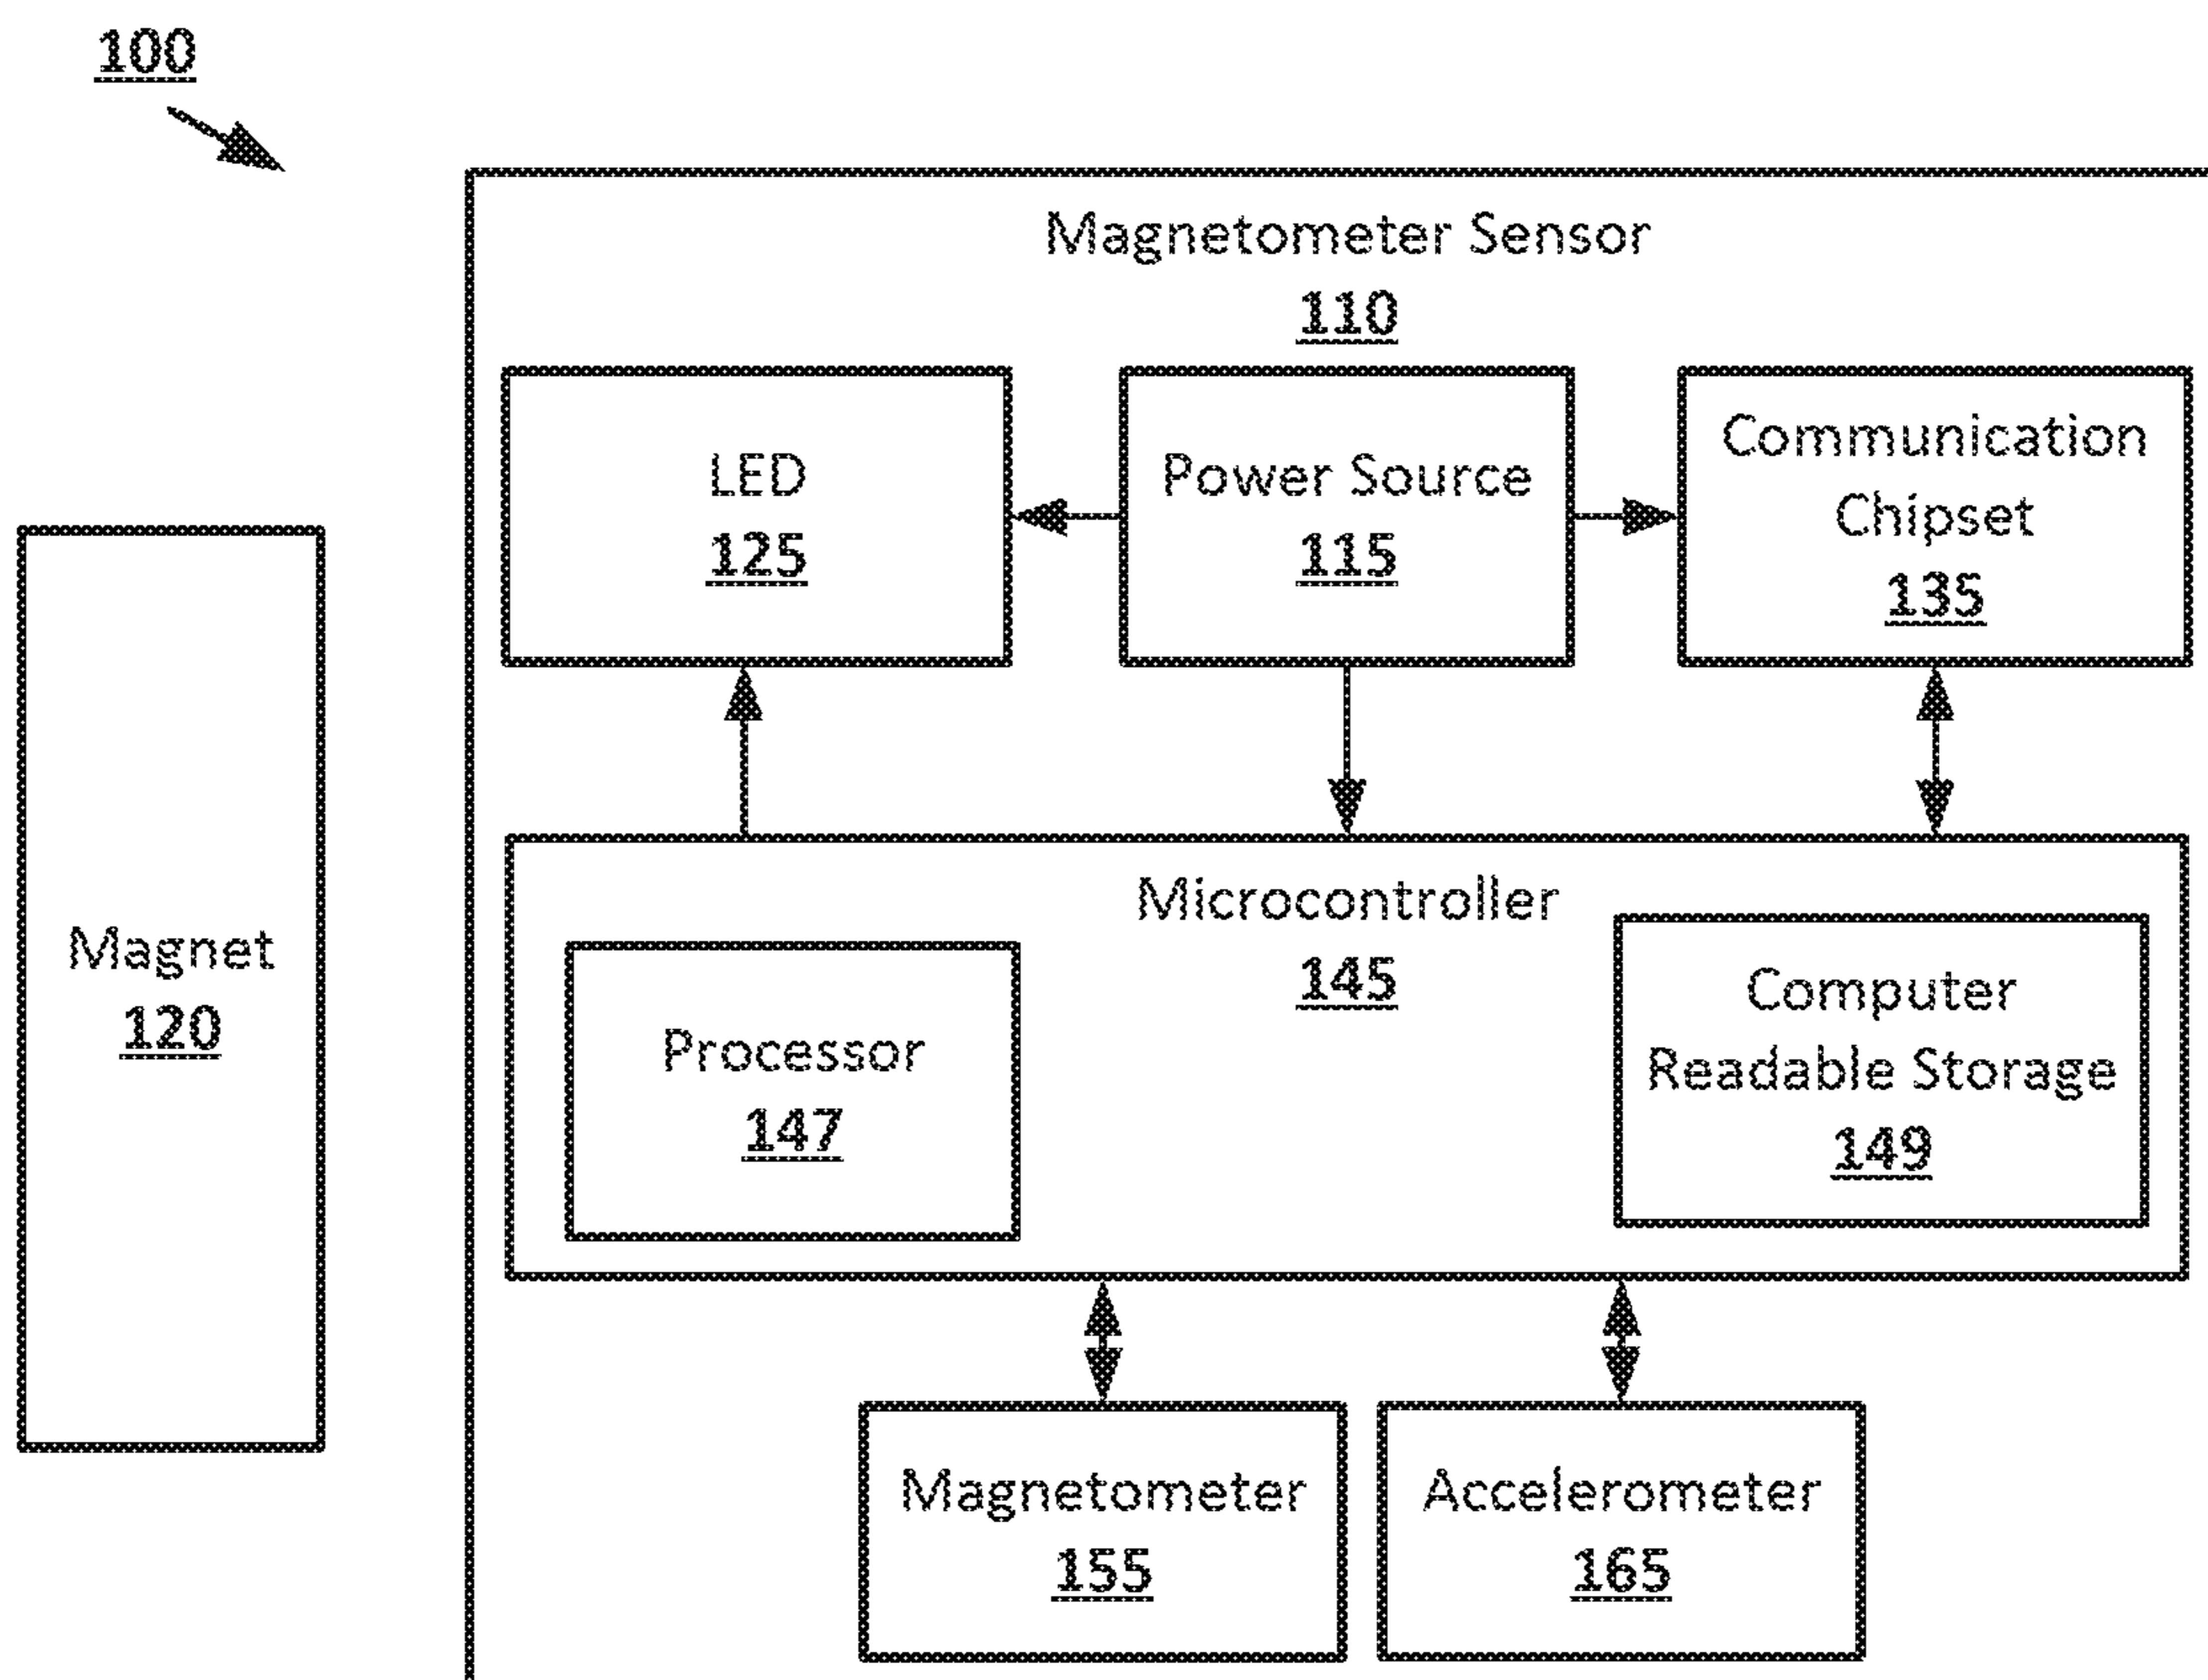 100
Magnetometer Sensor
110
LED
125
Power Source
115
Communication
Chipset
135
Magnet
120
Microcontroller
145
Processor
147
Computer
Readable Storage
149
Magnetometer
155
Accelerometer
165